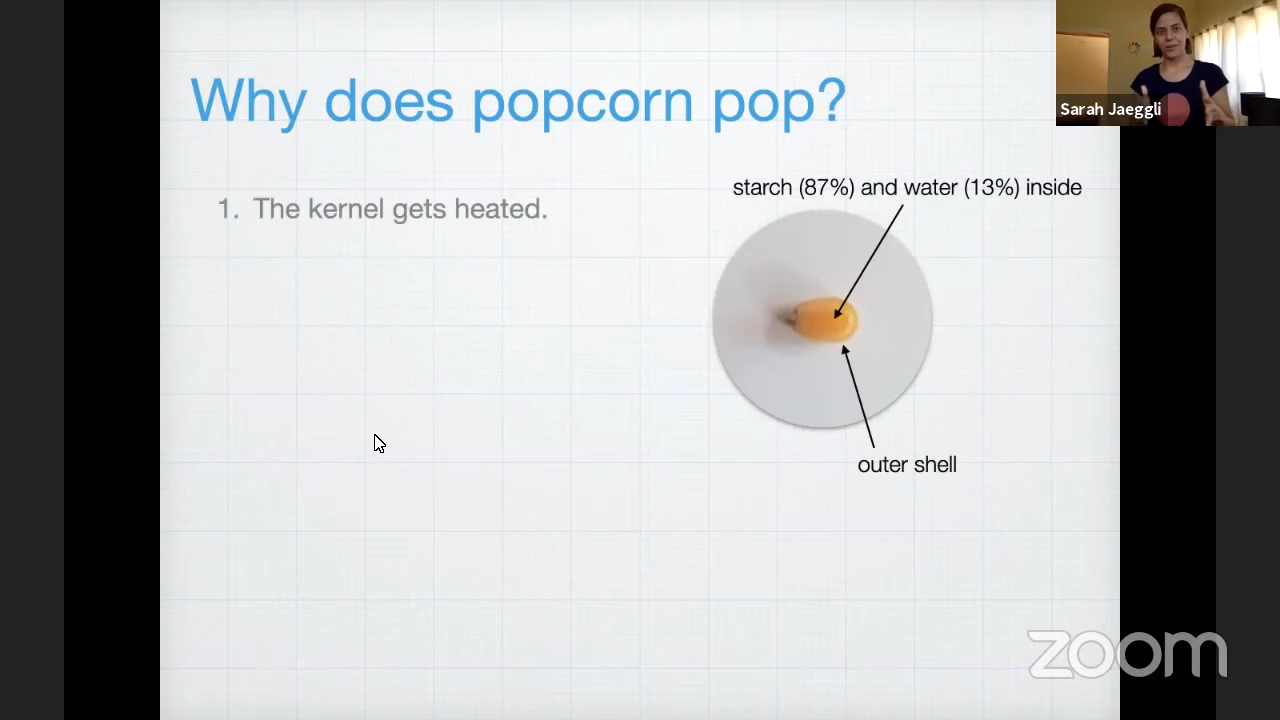 Why does popcorn pop?
Sarah Jaeggli
starch (87%) and water (13%) inside
1. The kernel gets heated.
outer shell
zoom